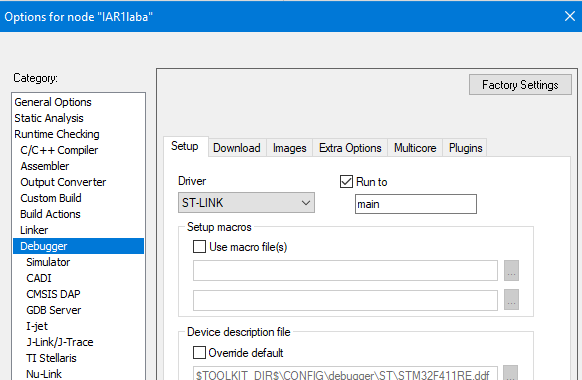 Options for node "IAR1laba"
Category:
Factory Settings
General Options
Static Analysis
Runtime Checking
C/C++ Compiler
Assembler
Output Converter
Custom Build
Build Actions
Linker
Debugger
Simulator
CADI
CMSIS DAP
GDB Server
I-jet
J-Link/J-Trace
TI Stellaris
Nu-Link
Setup Download Images Extra Options Multicore Plugins
Driver
Run to
ST-LINK
main
Setup macros
Use macro file(s)
...
...
Device description file
Override default
$TOOLKIT_DIR$\CONFIG\debugger\ST\STM32F411RE.ddf